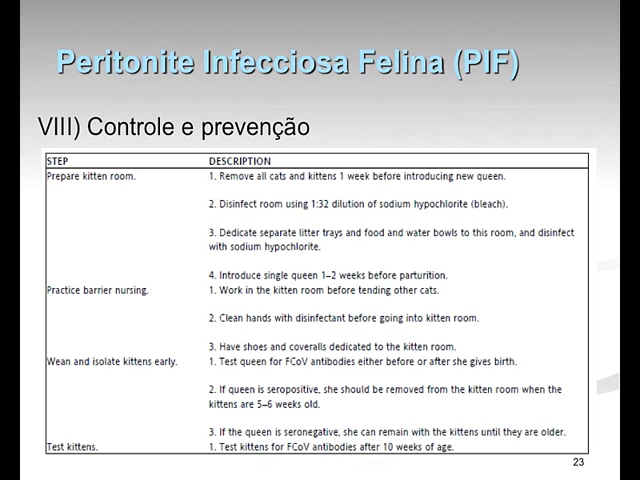 Peritonite Infecciosa Felina (PIF)
VIII) Controle e prevenção
STEP DESCRIPTION
Prepare kitten room. 1. Remove all cats and kittens 1 week before introducing new queen.
2. Disinfect room using 1:32 dilution of sodium hypochlorite (bleach).
3. Dedicate separate litter trays and food and water bowls to this room, and disinfect
with sodium hypochlorite.
4. Introduce single queen 1–2 weeks before parturition.
Practice barrier nursing. 1. Work in the kitten room before tending other cats.
2. Clean hands with disinfectant before going into kitten room.
3. Have shoes and coveralls dedicated to the kitten room.
Wean and isolate kittens early. 1. Test queen for FCoV antibodies either before or after she gives birth.
2. If queen is seropositive, she should be removed from the kitten room when the
kittens are 5–6 weeks old.
3. If the queen is seronegative, she can remain with the kittens until they are older.
Test kittens. 1. Test kittens for FCoV antibodies after 10 weeks of age.
23